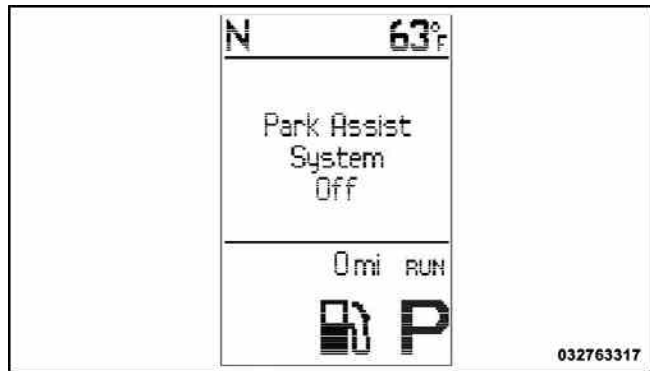 N 63°F
Park Assist
System
Off
0 mi RUN
P
032763317